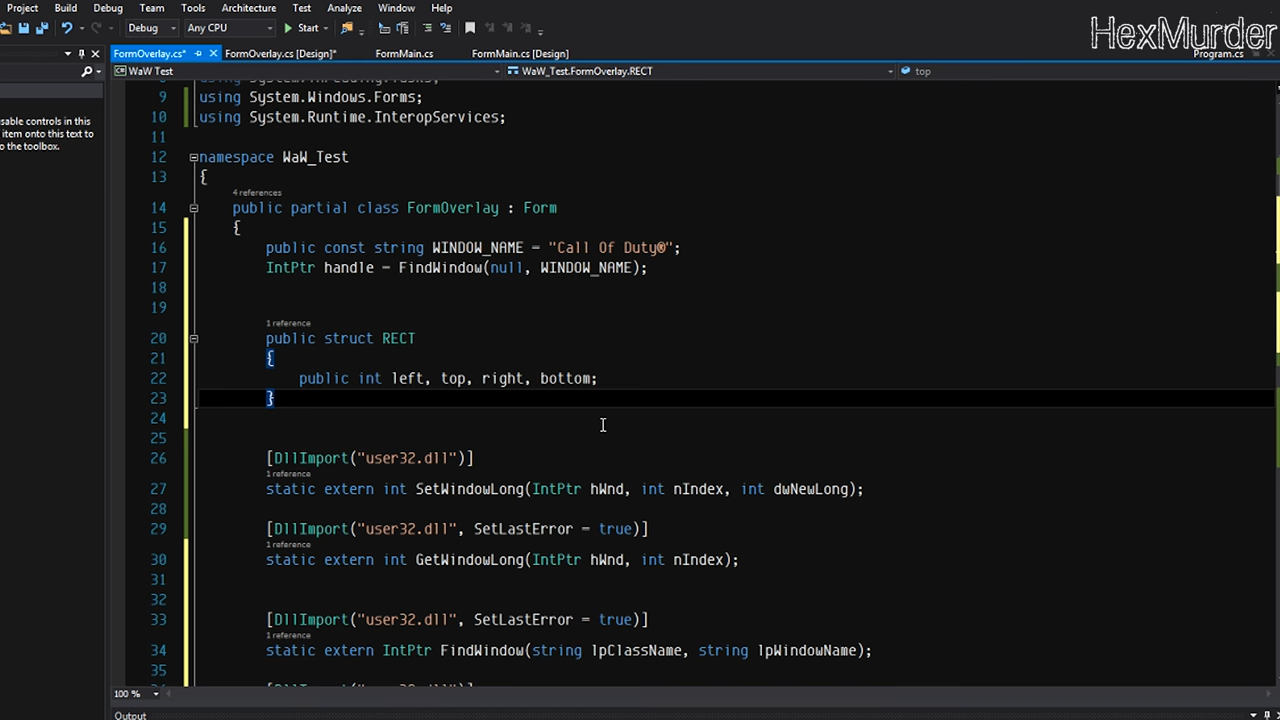 Project Build Debug Team Tools Architecture Test Analyze Window Help
Debug Any CPU Start
HexMurder
FormOverlay.cs* FormOverlay.cs [Design]* FormMain.cs FormMain.cs [Design] Program.cs
WaW Test WaW_Test.FormOverlay.RECT top
9 using System.Windows.Forms;
10 using System.Runtime.InteropServices;
11
12 namespace WaW_Test
13 {
4 references
14 public partial class FormOverlay : Form
15 {
16 public const string WINDOW_NAME = "Call Of Duty®";
17 IntPtr handle = FindWindow(null, WINDOW_NAME);
18
19
1 reference
20 public struct RECT
21 {
22 public int left, top, right, bottom;
23 }
24
25
26 [DllImport("user32.dll")]
1 reference
27 static extern int SetWindowLong(IntPtr hWnd, int nIndex, int dwNewLong);
28
29 [DllImport("user32.dll", SetLastError = true)]
1 reference
30 static extern int GetWindowLong(IntPtr hWnd, int nIndex);
31
32
33 [DllImport("user32.dll", SetLastError = true)]
1 reference
34 static extern IntPtr FindWindow(string lpClassName, string lpWindowName);
35
sable controls in this
item onto this text to
o the toolbox.
100 %
Output